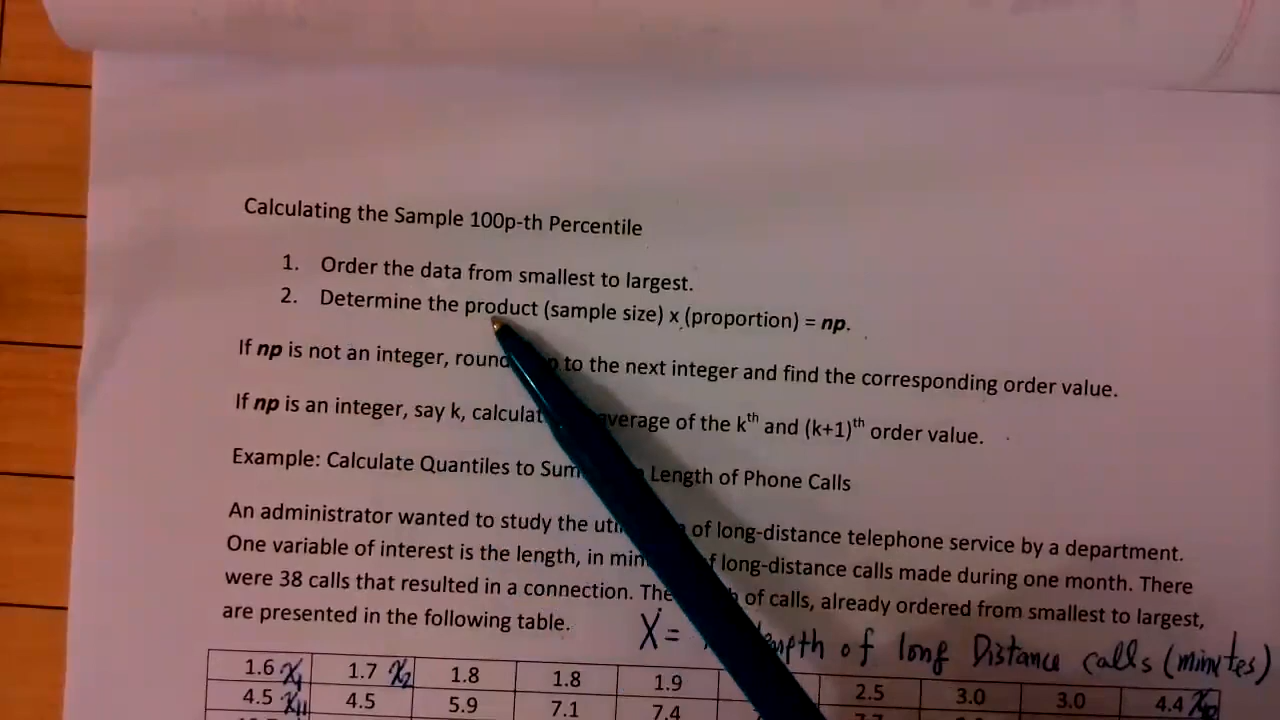 Calculating the Sample 100p-th Percentile
1. Order the data from smallest to largest.
2. Determine the product (sample size) x (proportion) = np.
If np is not an integer, round to the next integer and find the corresponding order value.
If np is an integer, say k, average of the kth and (k+1)th order value.
Example: Calculate Quantiles to Length of Phone Calls
An administrator wanted to study the of long-distance telephone service by a department.
One variable of interest is the length, in of long-distance calls made during one month. There
were 38 calls that resulted in a connection. of calls, already ordered from smallest to largest,
are presented in the following table. X = length of long Distance calls (minutes)
1.6 x1 1.7 x2 1.8 1.8 1.9 2.5 3.0 3.0 4.4 x10
4.5 x11 4.5 5.9 7.1 7.4